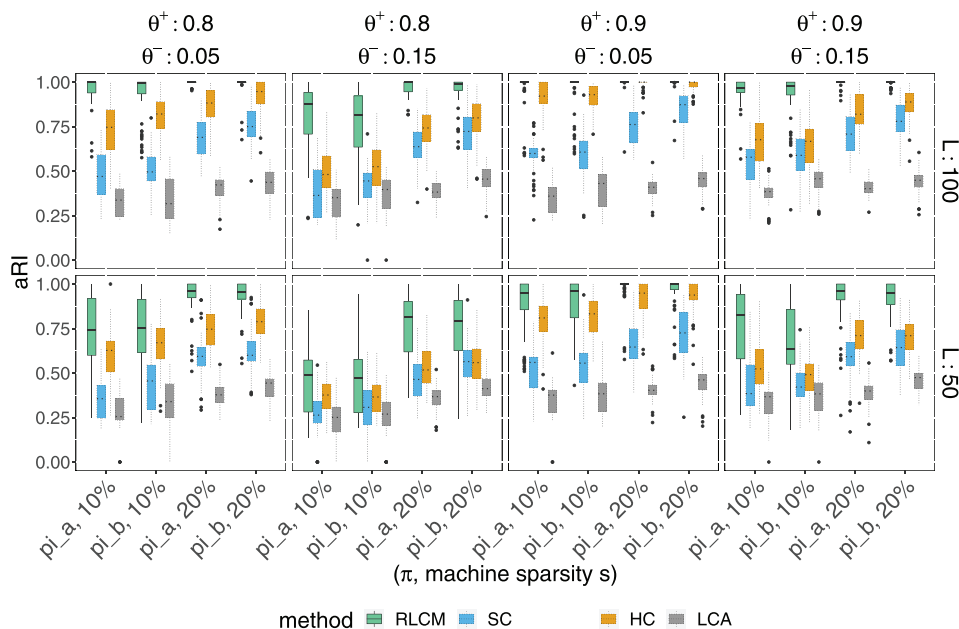 θ⁺ : 0.8 θ⁺ : 0.8 θ⁺ : 0.9 θ⁺ : 0.9
θ⁻ : 0.05 θ⁻ : 0.15 θ⁻ : 0.05 θ⁻ : 0.15
1.00
0.75
0.50
0.25
0.00
L: 100
aRI
1.00
0.75
0.50
0.25
0.00
L: 50
pi_a, 10% pi_b, 10% pi_a, 20% pi_b, 20% pi_a, 10% pi_b, 10% pi_a, 20% pi_b, 20% pi_a, 10% pi_b, 10% pi_a, 20% pi_b, 20% pi_a, 10% pi_b, 10% pi_a, 20% pi_b, 20%
(π, machine sparsity s)
method RLCM SC HC LCA